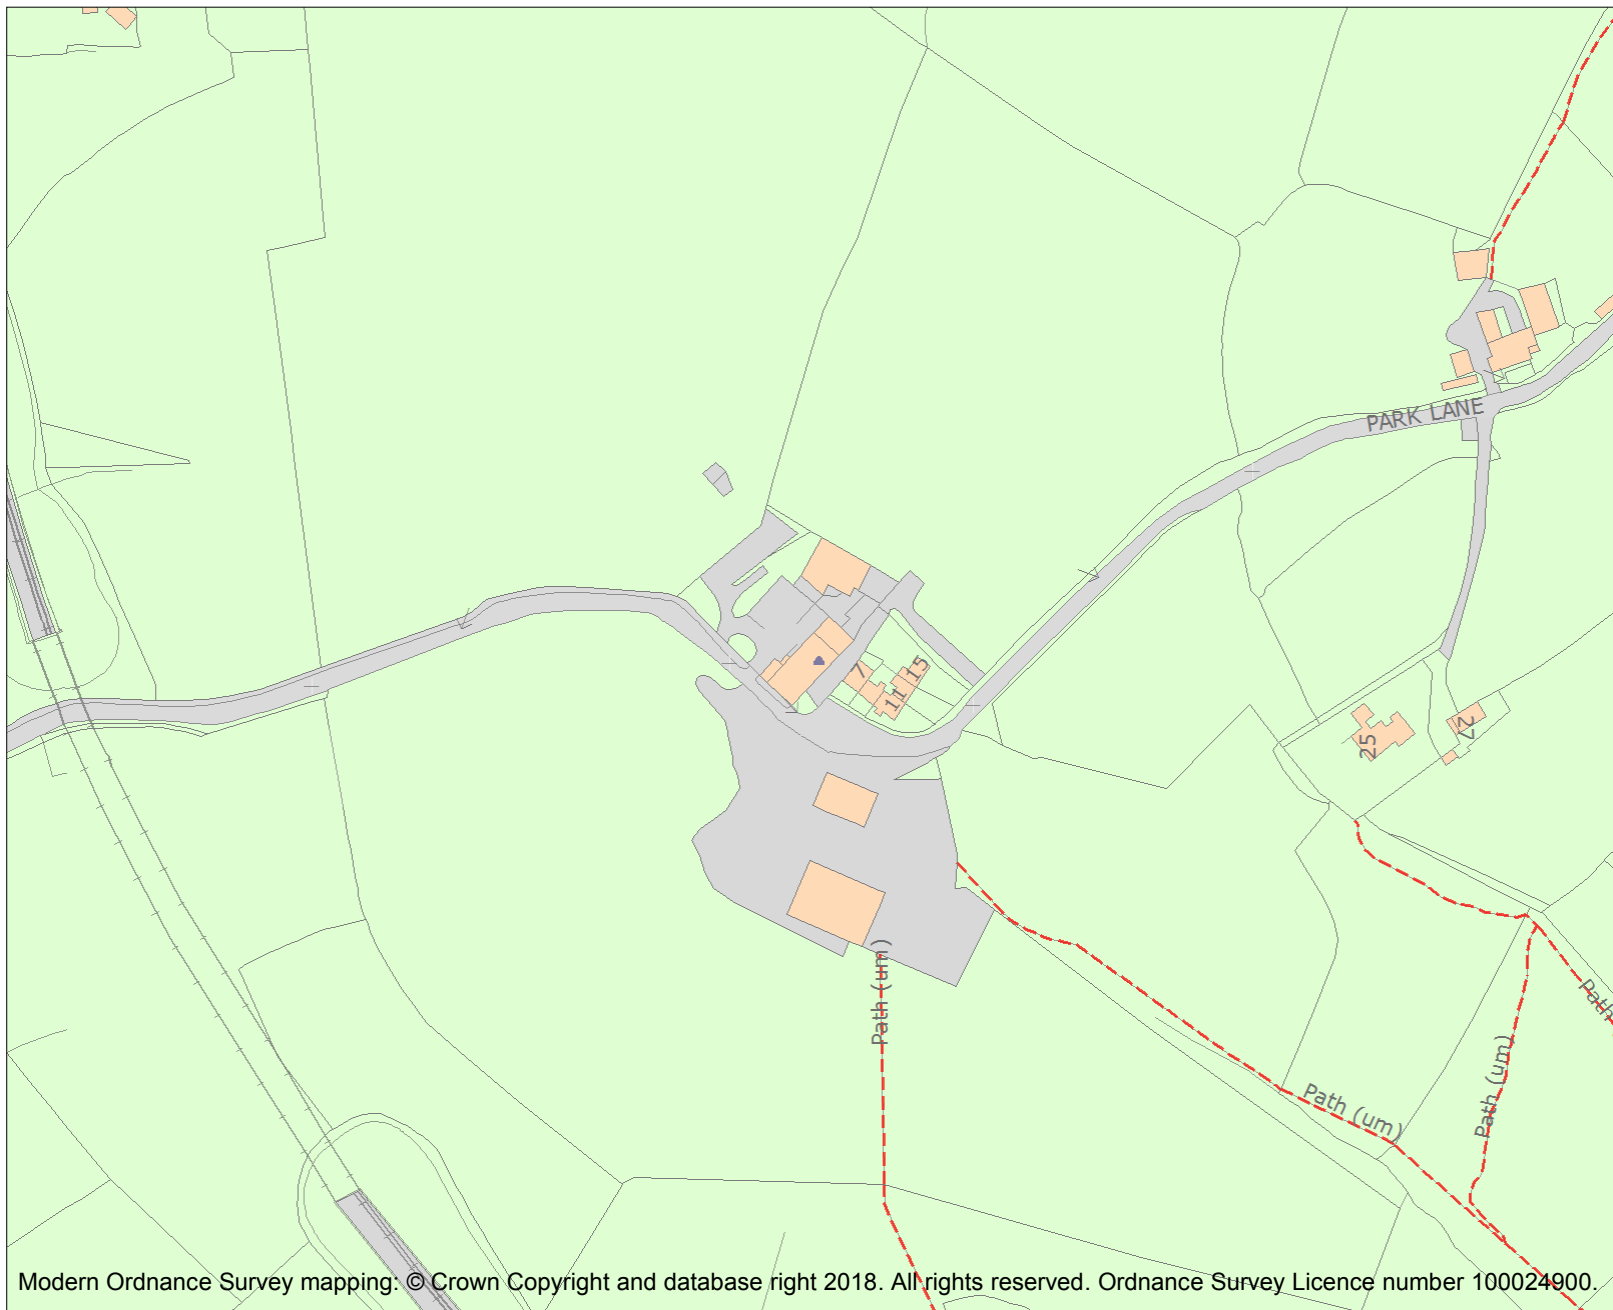 PARK LANE
7
15
11
25
27
Path (um)
Path
Path (um)
Path (um)
Modern Ordnance Survey mapping: © Crown Copyright and database right 2018. All rights reserved. Ordnance Survey Licence number 100024900.